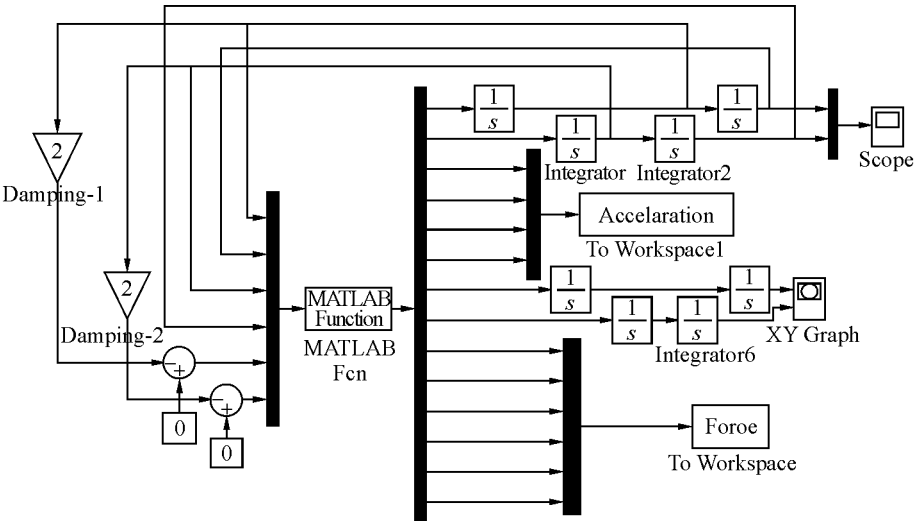 1
s
1
s
2
Damping-1
1
s
Integrator
1
s
Integrator2
Scope
Accelaration
To Workspace1
2
Damping-2
MATLAB
Function
MATLAB
Fcn
1
s
1
s
1
s
1
s
Integrator6
XY Graph
−
+
0
−
+
0
Foroe
To Workspace